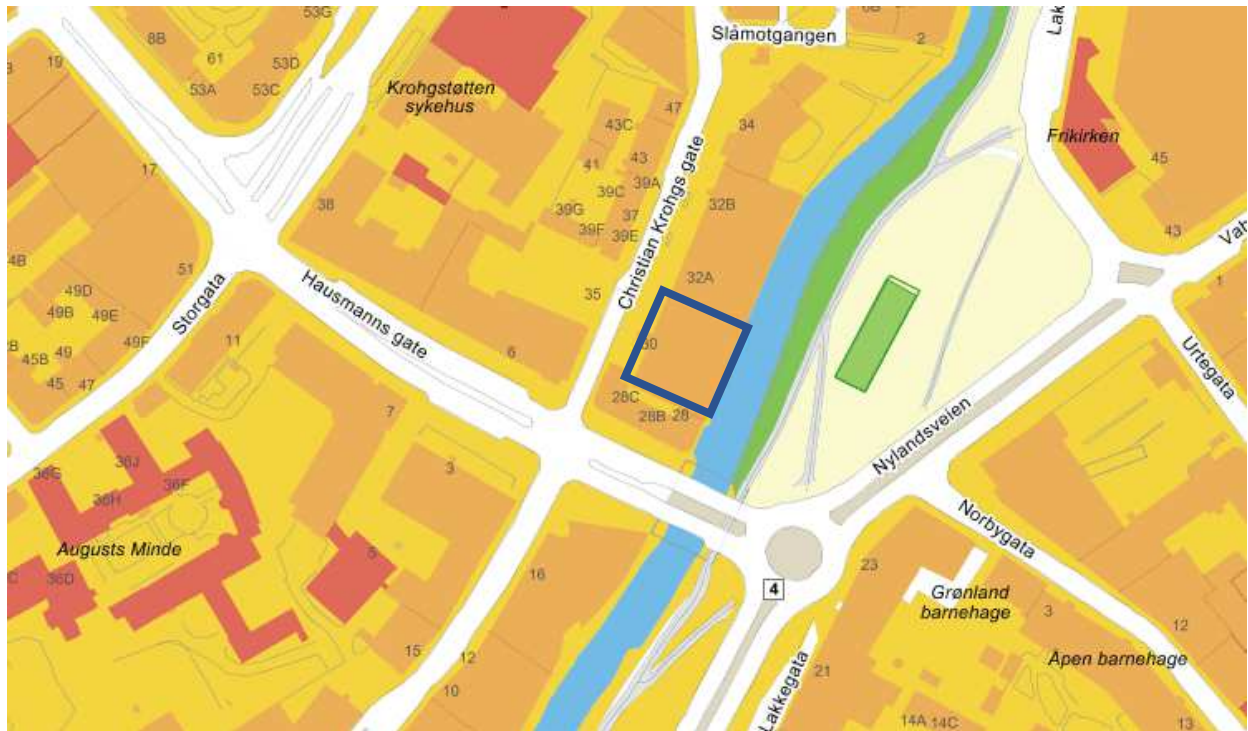 53G
8B
61
53D
19
53A
53C
Krohgstøtten
sykehus
Slåmotgangen
2
Lak
Frikirken
45
43
Vah
1
17
38
47
43C
41
43
39A
39C
39G
37
39F
39E
34
32B
32A
Christian Krohgs gate
35
30
51
4B
49D
49B
49E
49
49F
45B
45
47
Storgata
11
Hausmanns gate
6
28C
28B
28
7
3
36G
36J
36H
36F
Augusts Minde
36D
5
16
15
12
10
Nylandsveien
Urtegata
Norbygata
4
23
Grønland
barnehage
3
12
Åpen barnehage
21
Lakkegata
14A
14C
13